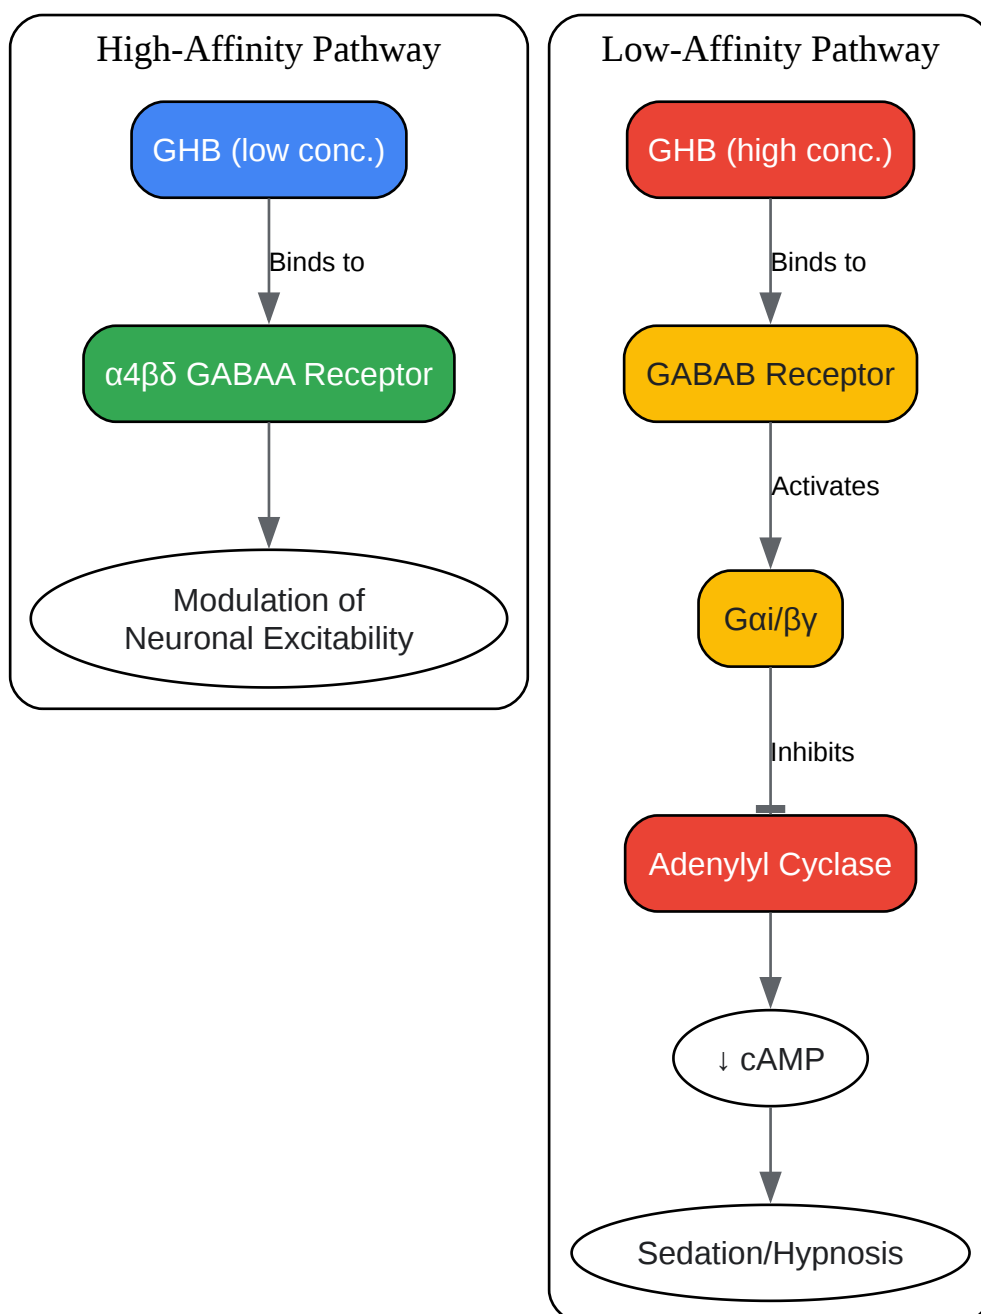 High-Affinity Pathway
GHB (low conc.)
Binds to
α4βδ GABAA Receptor
Modulation of
Neuronal Excitability
Low-Affinity Pathway
GHB (high conc.)
Binds to
GABAB Receptor
Activates
Gαi/βγ
Inhibits
Adenylyl Cyclase
↓ cAMP
Sedation/Hypnosis